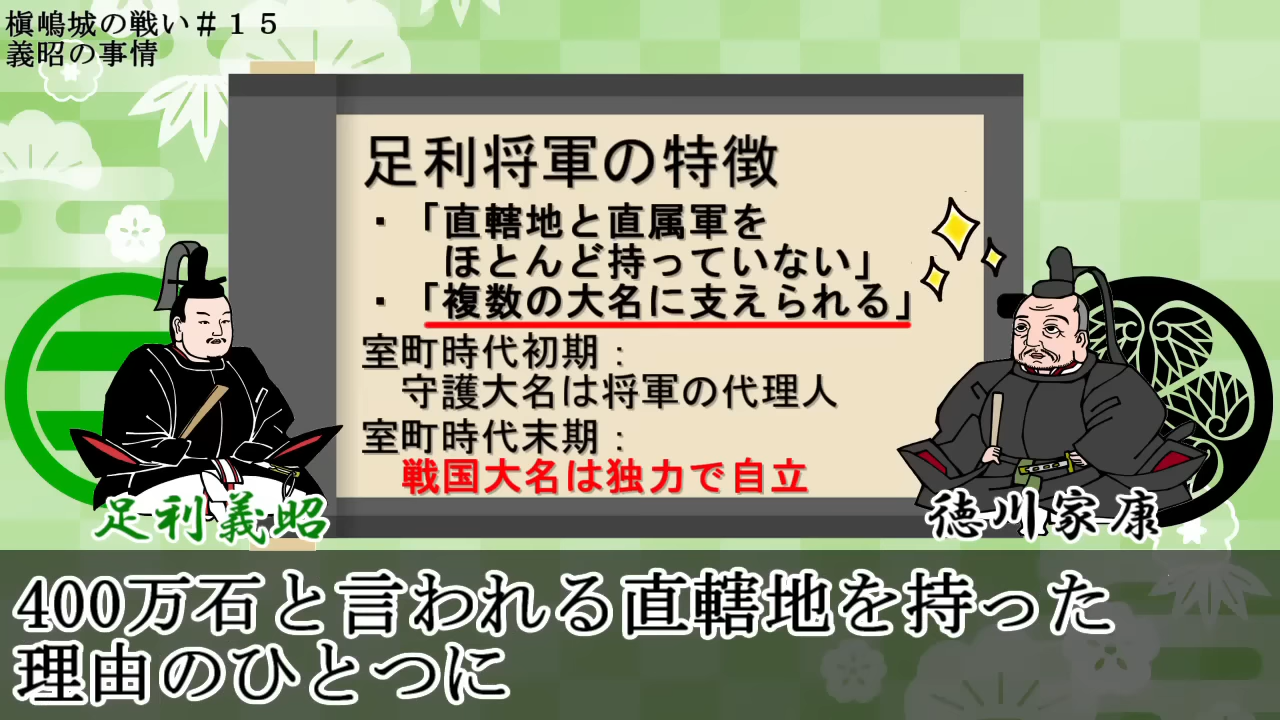 槇嶋城の戦い＃１５
義昭の事情
足利将軍の特徴
・「直轄地と直属軍を
ほとんど持っていない」
・「複数の大名に支えられる」
室町時代初期：
守護大名は将軍の代理人
室町時代末期：
戦国大名は独力で自立
足利義昭
徳川家康
400万石と言われる直轄地を持った
理由のひとつに